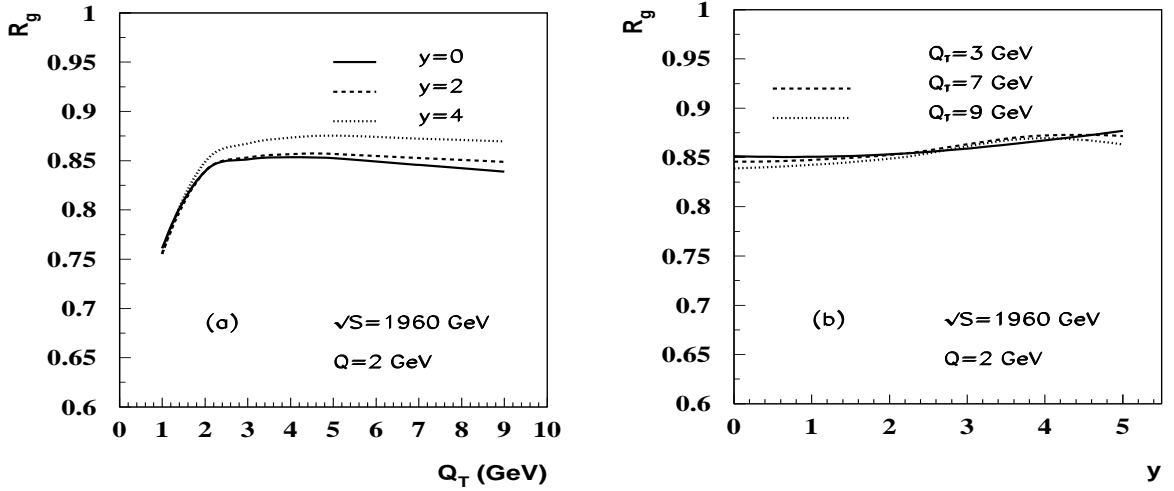 R_g
1
0.95
0.9
0.85
0.8
0.75
0.7
0.65
0.6
y=0
y=2
y=4
(a)
√S=1960 GeV
Q=2 GeV
0 1 2 3 4 5 6 7 8 9 10
Q_T (GeV)
R_g
1
0.95
0.9
0.85
0.8
0.75
0.7
0.65
0.6
Q_T=3 GeV
Q_T=7 GeV
Q_T=9 GeV
(b)
√S=1960 GeV
Q=2 GeV
0 1 2 3 4 5
y